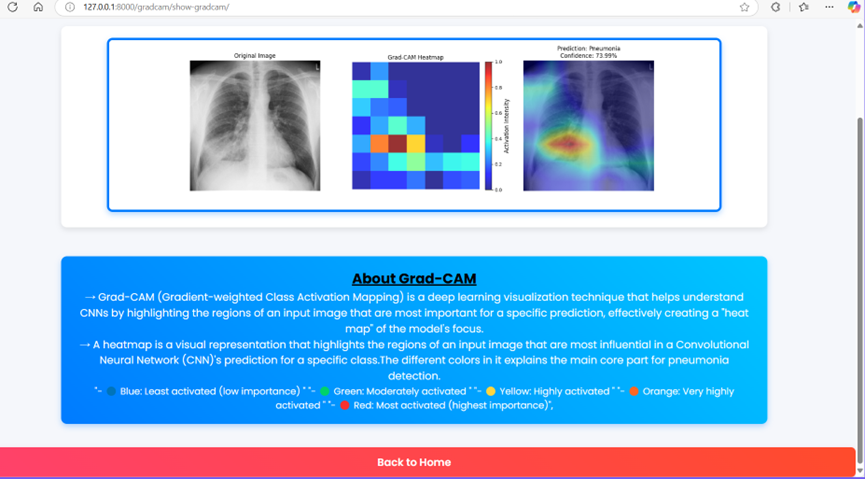 127.0.0.1:8000/gradcam/show-gradcam/
Original Image
Grad-CAM Heatmap
Prediction: Pneumonia
Confidence: 73.99%
L
1.0
0.8
0.6
0.4
0.2
0.0
Activation Intensity
About Grad-CAM
→ Grad-CAM (Gradient-weighted Class Activation Mapping) is a deep learning visualization technique that helps understand
CNNs by highlighting the regions of an input image that are most important for a specific prediction, effectively creating a "heat
map" of the model's focus.
→ A heatmap is a visual representation that highlights the regions of an input image that are most influential in a Convolutional
Neural Network (CNN)'s prediction for a specific class.The different colors in it explains the main core part for pneumonia
detection.
"- 🔵 Blue: Least activated (low importance) " "- 🟢 Green: Moderately activated " "- 🟡 Yellow: Highly activated " "- 🟠 Orange: Very highly
activated " "- 🔴 Red: Most activated (highest importance)",
Back to Home